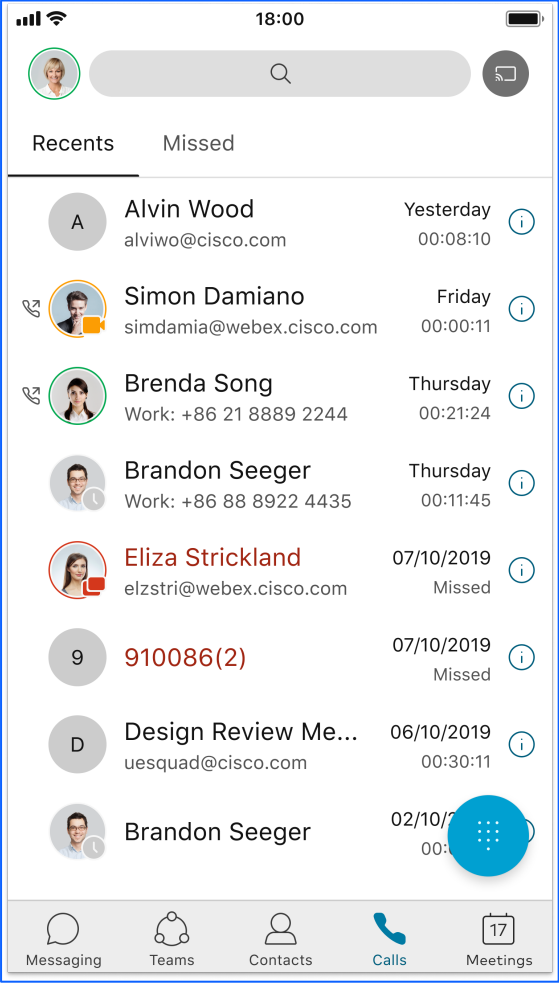 18:00
Recents Missed
A Alvin Wood Yesterday
alviwo@cisco.com 00:08:10
Simon Damiano Friday
simdamia@webex.cisco.com 00:00:11
Brenda Song Thursday
Work: +86 21 8889 2244 00:21:24
Brandon Seeger Thursday
Work: +86 88 8922 4435 00:11:45
Eliza Strickland 07/10/2019
elzstri@webex.cisco.com Missed
9 910086(2) 07/10/2019
Missed
D Design Review Me... 06/10/2019
uesquad@cisco.com 00:30:11
Brandon Seeger 02/10/
00:
17
Messaging Teams Contacts Calls Meetings